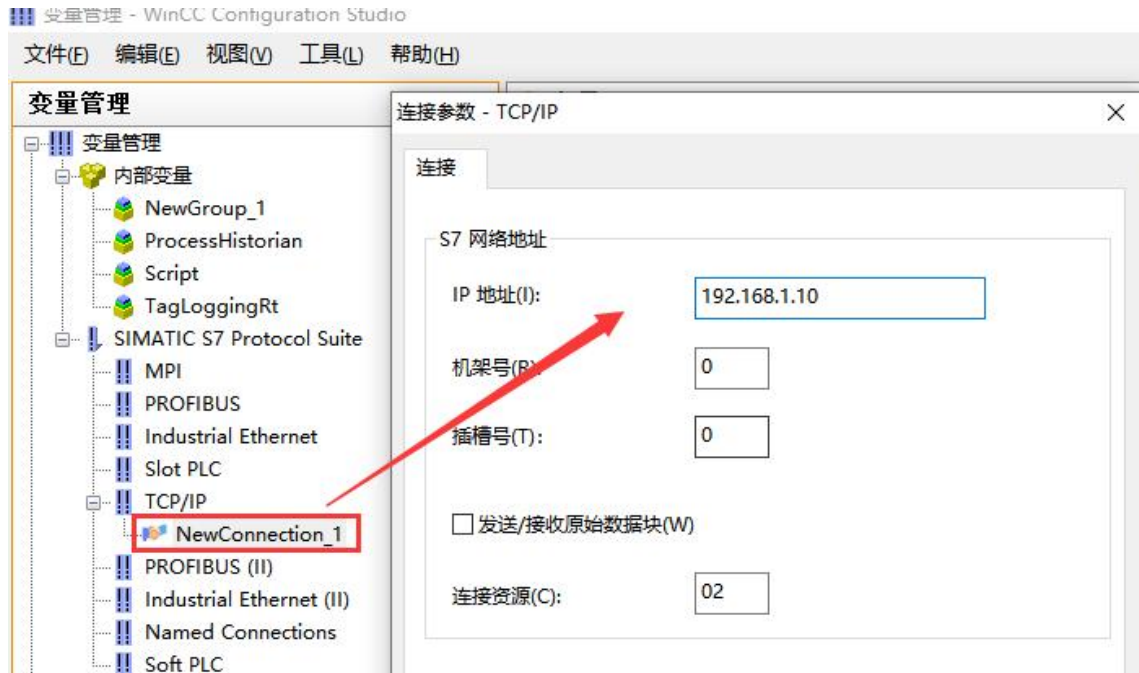 变量管理 - WinCC Configuration Studio
文件(F) 编辑(E) 视图(V) 工具(L) 帮助(H)
变量管理
变量管理
内部变量
NewGroup_1
ProcessHistorian
Script
TagLoggingRt
SIMATIC S7 Protocol Suite
MPI
PROFIBUS
Industrial Ethernet
Slot PLC
TCP/IP
NewConnection_1
PROFIBUS (II)
Industrial Ethernet (II)
Named Connections
Soft PLC
连接参数 - TCP/IP
连接
S7 网络地址
IP 地址(I): 192.168.1.10
机架号(R): 0
插槽号(T): 0
发送/接收原始数据块(W)
连接资源(C): 02